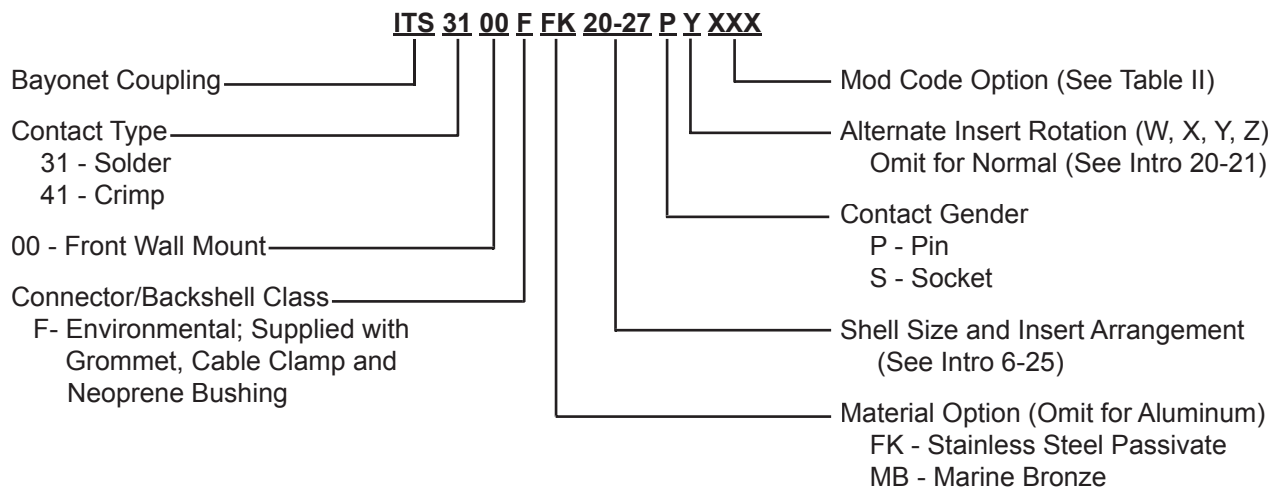 ITS 31 00 F FK 20-27 P Y XXX
Bayonet Coupling
Contact Type
31 - Solder
41 - Crimp
00 - Front Wall Mount
Connector/Backshell Class
F- Environmental; Supplied with
Grommet, Cable Clamp and
Neoprene Bushing
Mod Code Option (See Table II)
Alternate Insert Rotation (W, X, Y, Z)
Omit for Normal (See Intro 20-21)
Contact Gender
P - Pin
S - Socket
Shell Size and Insert Arrangement
(See Intro 6-25)
Material Option (Omit for Aluminum)
FK - Stainless Steel Passivate
MB - Marine Bronze